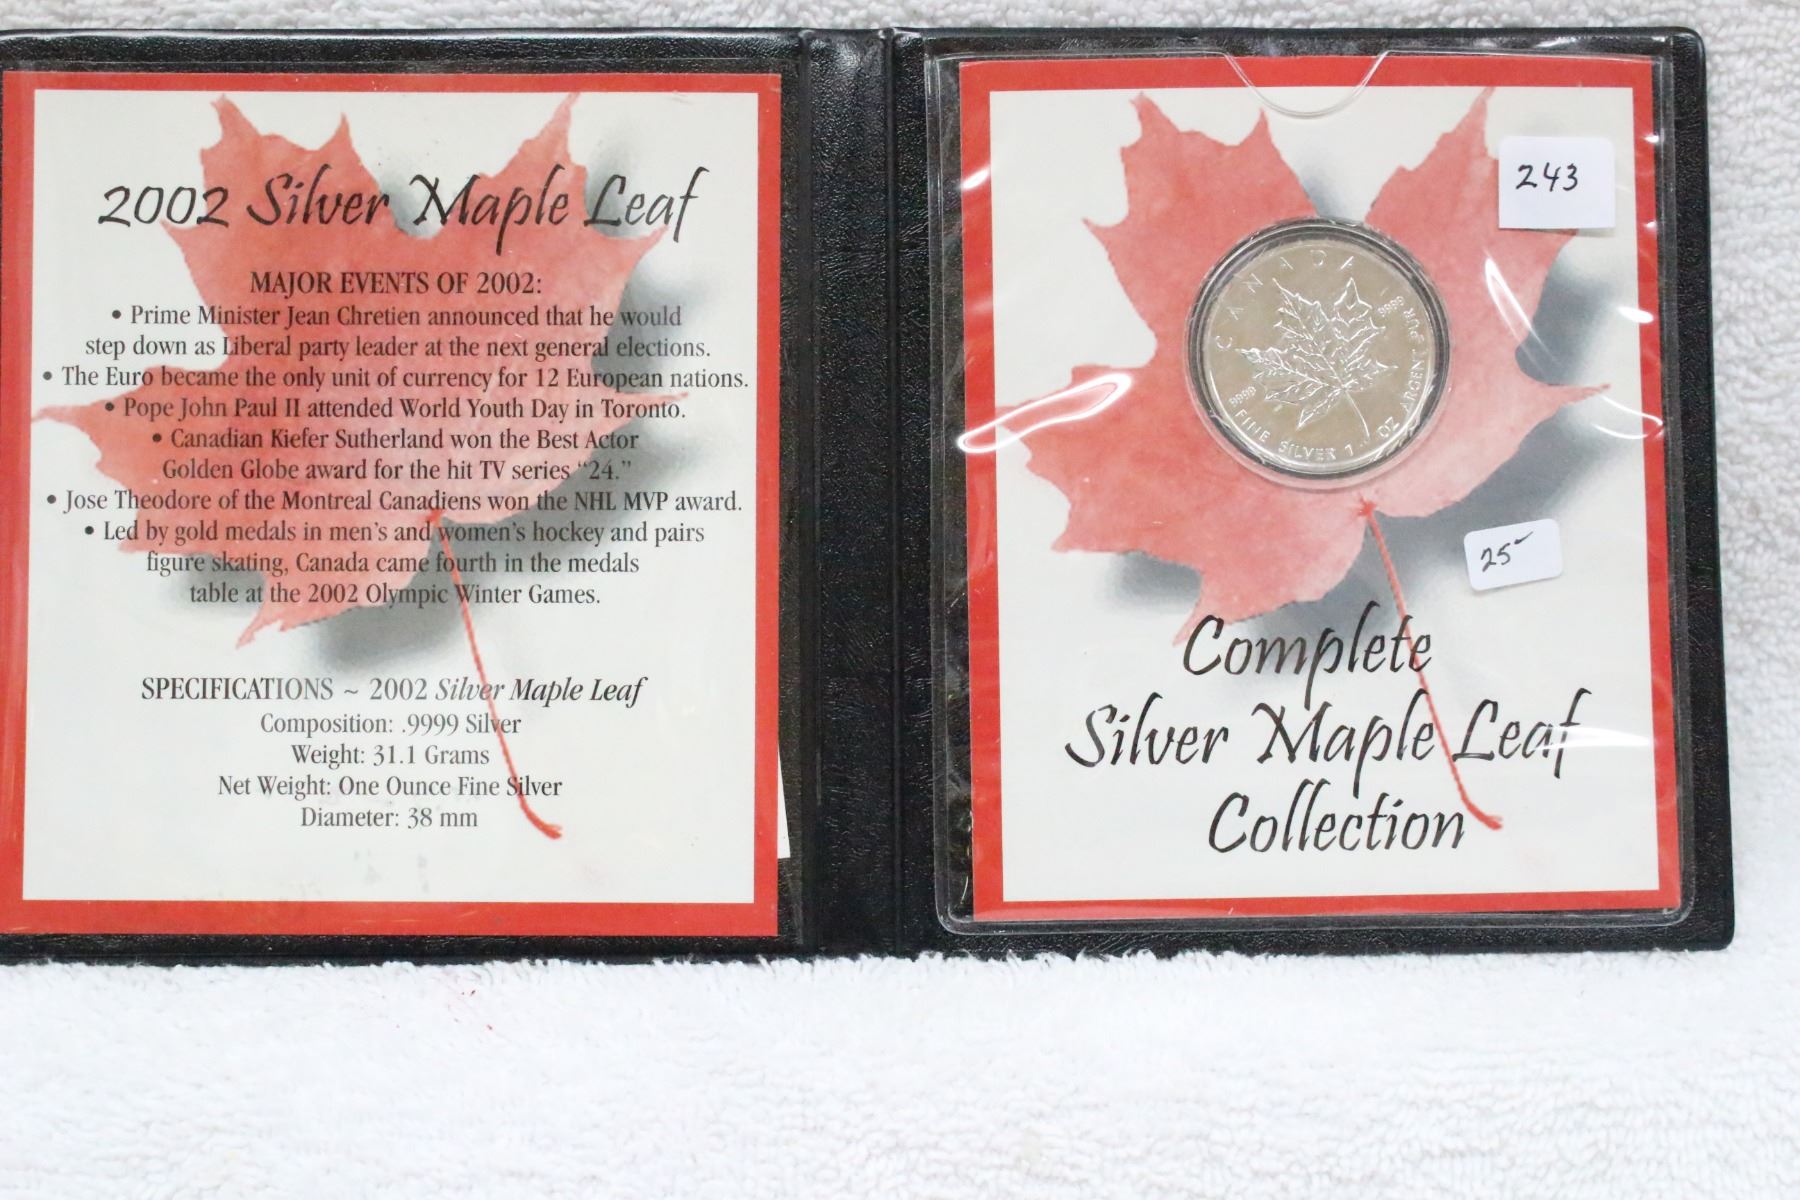 2002 Silver Maple Leaf
MAJOR EVENTS OF 2002:
• Prime Minister Jean Chretien announced that he would
step down as Liberal party leader at the next general elections.
• The Euro became the only unit of currency for 12 European nations.
• Pope John Paul II attended World Youth Day in Toronto.
• Canadian Kiefer Sutherland won the Best Actor
Golden Globe award for the hit TV series “24.”
• Jose Theodore of the Montreal Canadiens won the NHL MVP award.
• Led by gold medals in men’s and women’s hockey and pairs
figure skating, Canada came fourth in the medals
table at the 2002 Olympic Winter Games.
SPECIFICATIONS ~ 2002 Silver Maple Leaf
Composition: .9999 Silver
Weight: 31.1 Grams
Net Weight: One Ounce Fine Silver
Diameter: 38 mm
243
CANADA
9999
9999
FINE SILVER 1 OZ ARGENT PUR
25
Complete
Silver Maple Leaf
Collection